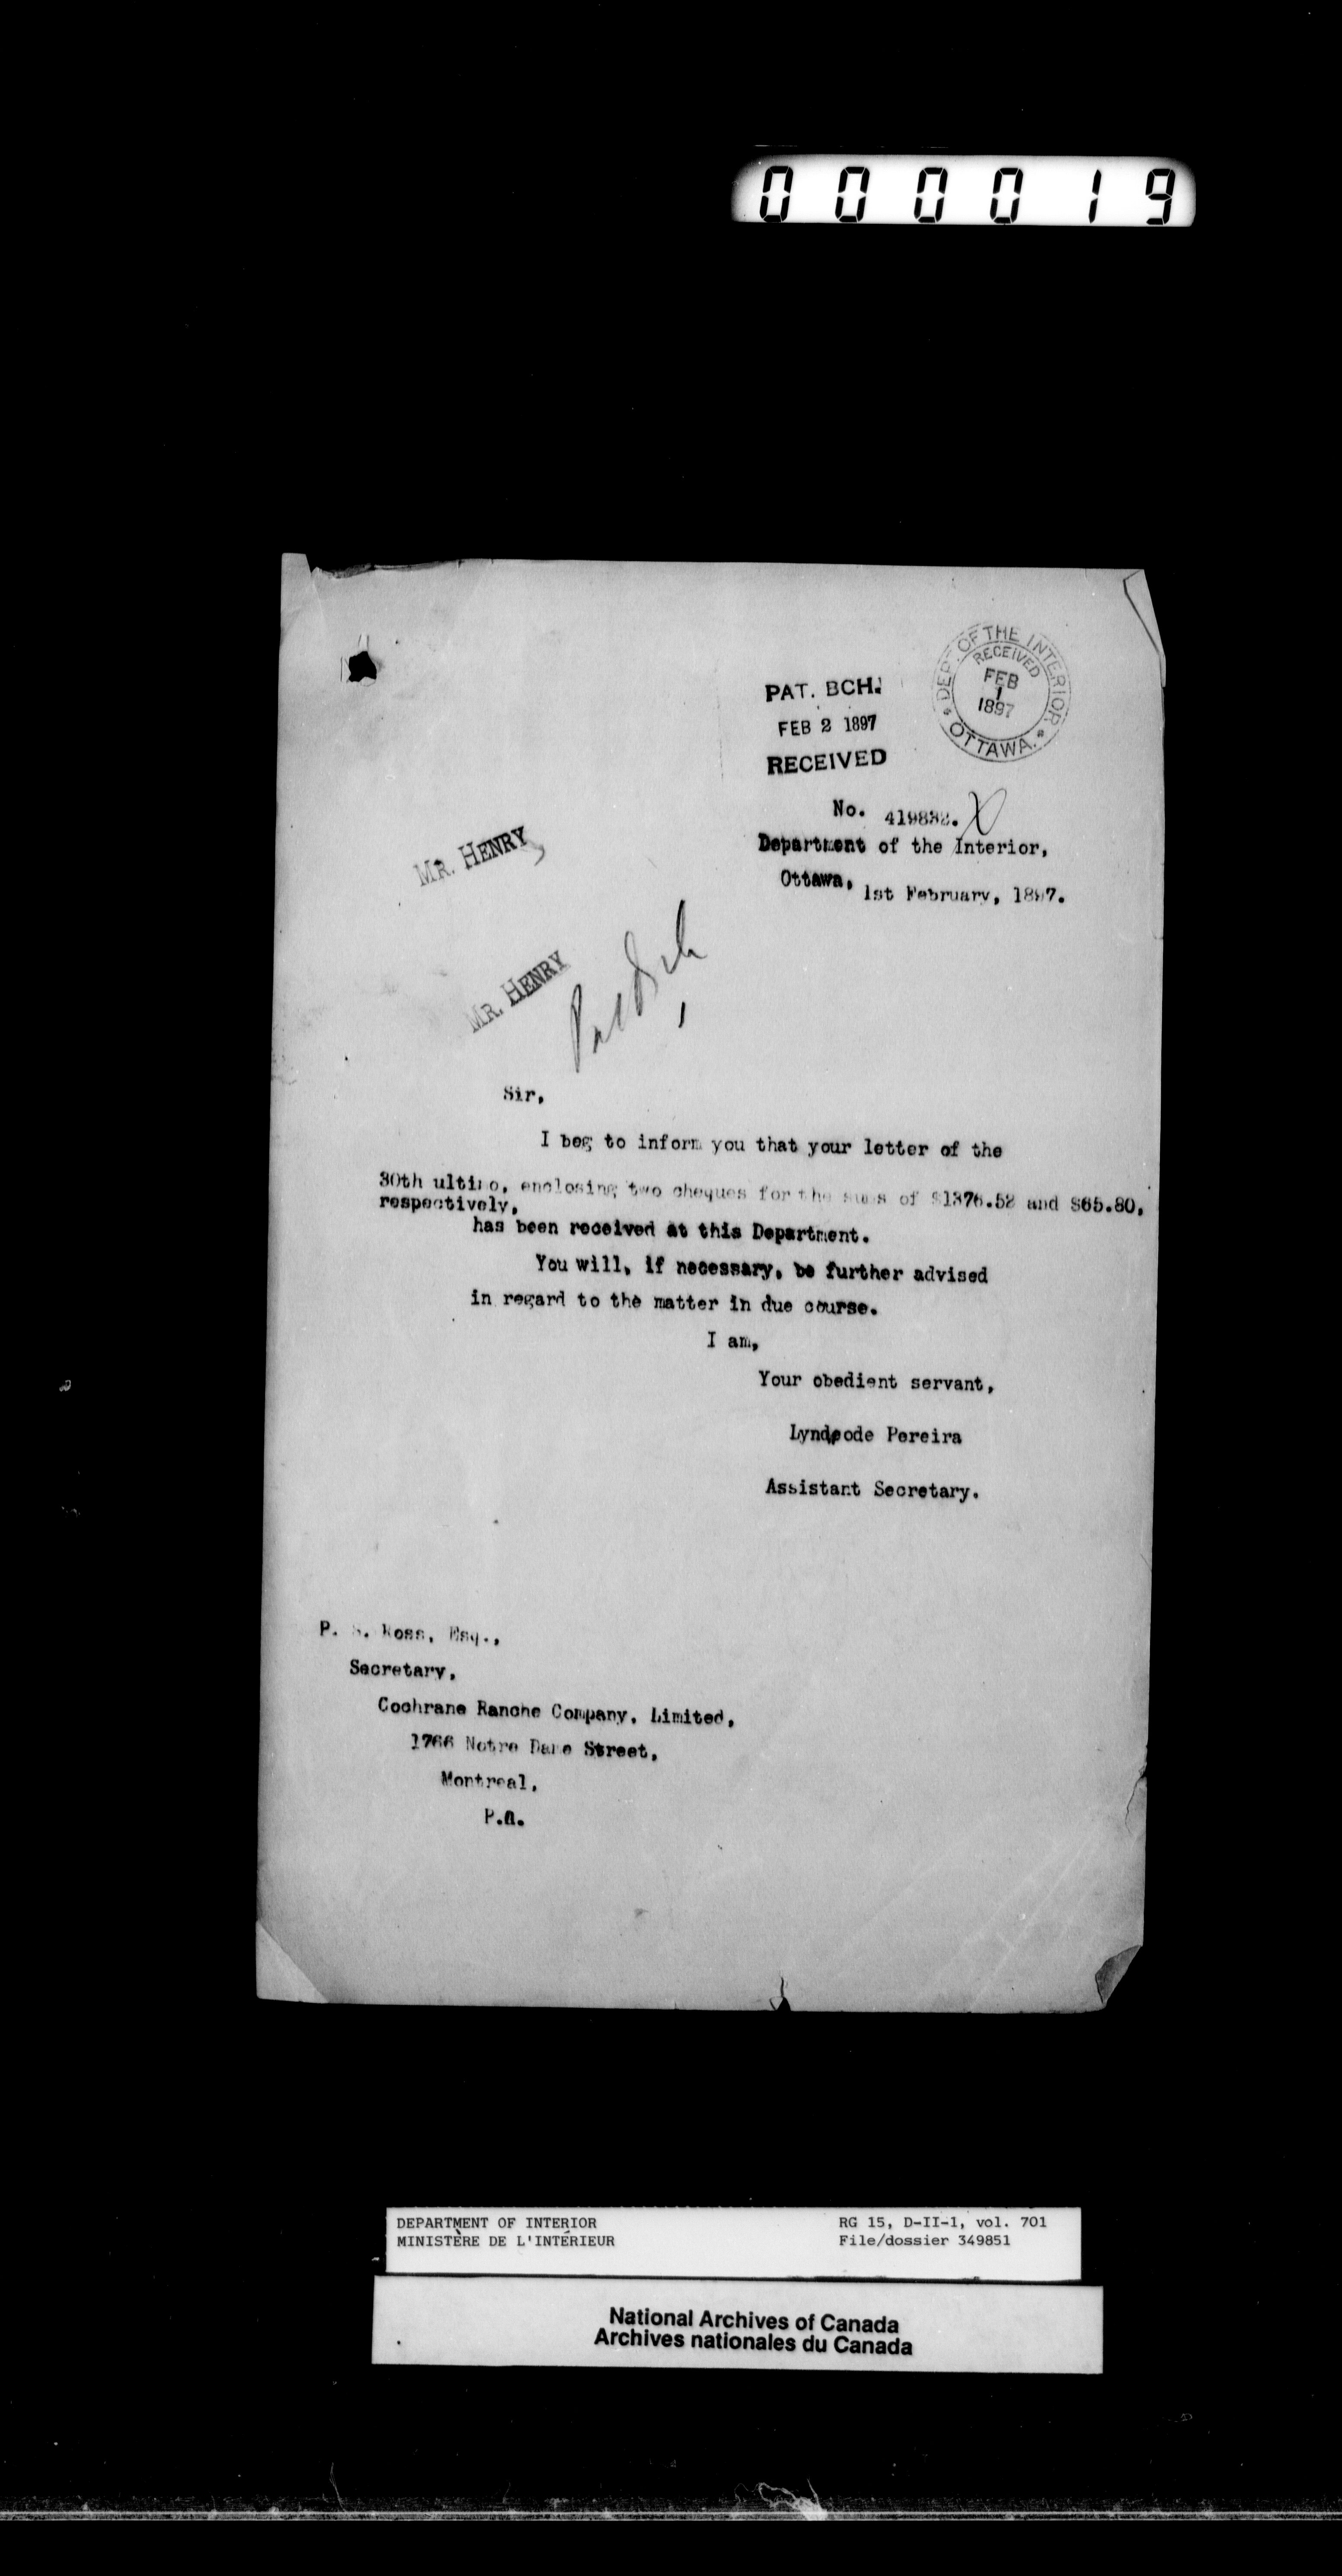 000019
DEPT. OF THE INTERIOR
RECEIVED
FEB
1
1897
* OTTAWA. *
PAT. BCH.
FEB 2 1897
RECEIVED
No. 419832.
Department of the Interior,
Ottawa, 1st February, 1897.
MR. HENRY
MR. HENRY
Pat Bch
Sir,
I beg to inform you that your letter of the
30th ultimo, enclosing two cheques for the sums of $1376.52 and $65.80,
respectively,
has been received at this Department.
You will, if necessary, be further advised
in regard to the matter in due course.
I am,
Your obedient servant,
Lyndwode Pereira
Assistant Secretary.
P. S. Ross, Esq.,
Secretary,
Cochrane Ranche Company, Limited,
1766 Notre Dame Street,
Montreal,
P.Q.
DEPARTMENT OF INTERIOR
MINISTÈRE DE L'INTÉRIEUR
RG 15, D-II-1, vol. 701
File/dossier 349851
National Archives of Canada
Archives nationales du Canada